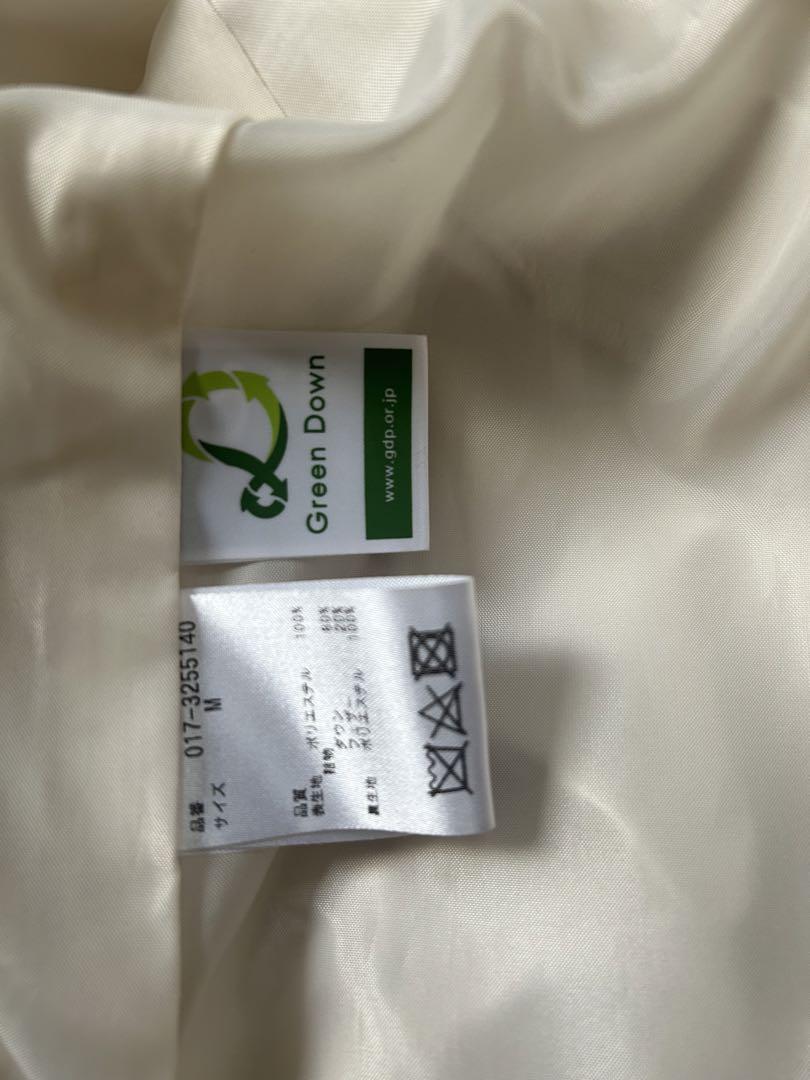 Green Down
www.gdp.or.jp
品番 017-3255140
サイズ M
品質
表生地 ポリエステル 100%
詰物 ダウン 80%
フェザー 20%
裏生地 ポリエステル 100%